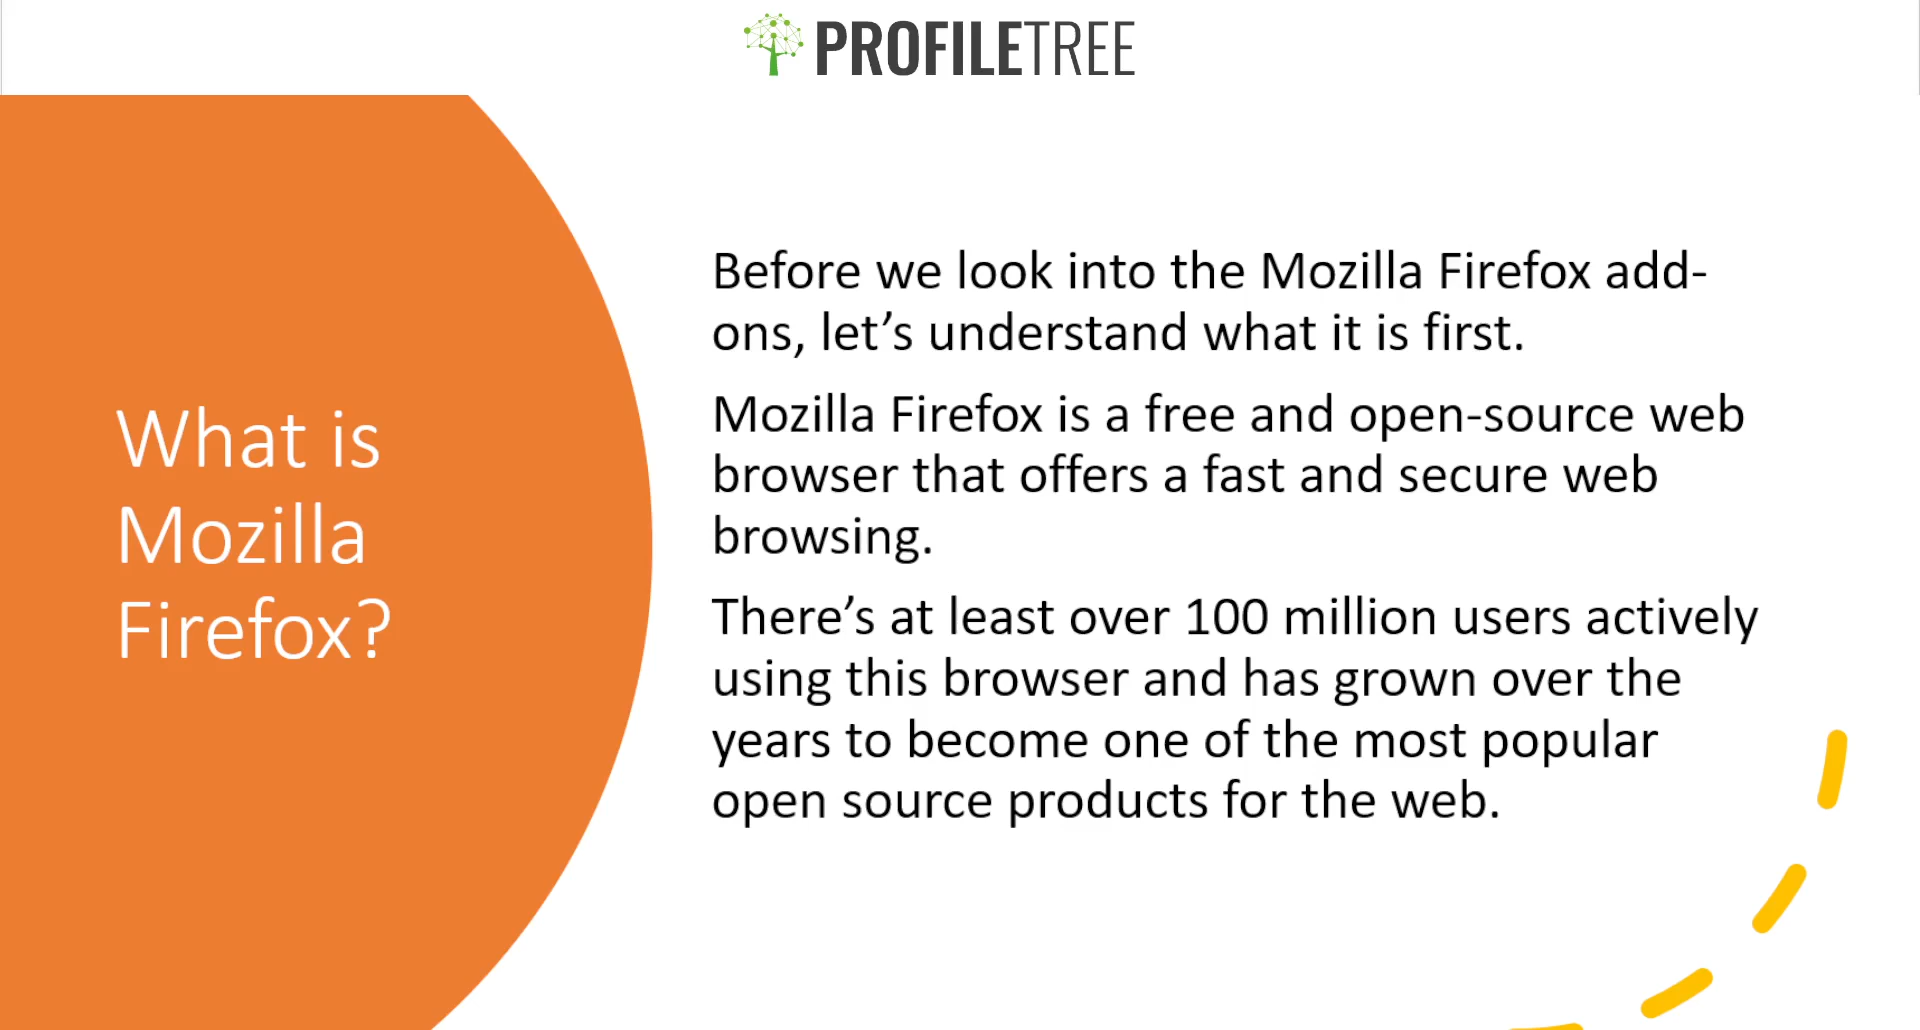 PROFILETREE
What is
Mozilla
Firefox?
Before we look into the Mozilla Firefox add-
ons, let’s understand what it is first.
Mozilla Firefox is a free and open-source web
browser that offers a fast and secure web
browsing.
There’s at least over 100 million users actively
using this browser and has grown over the
years to become one of the most popular
open source products for the web.